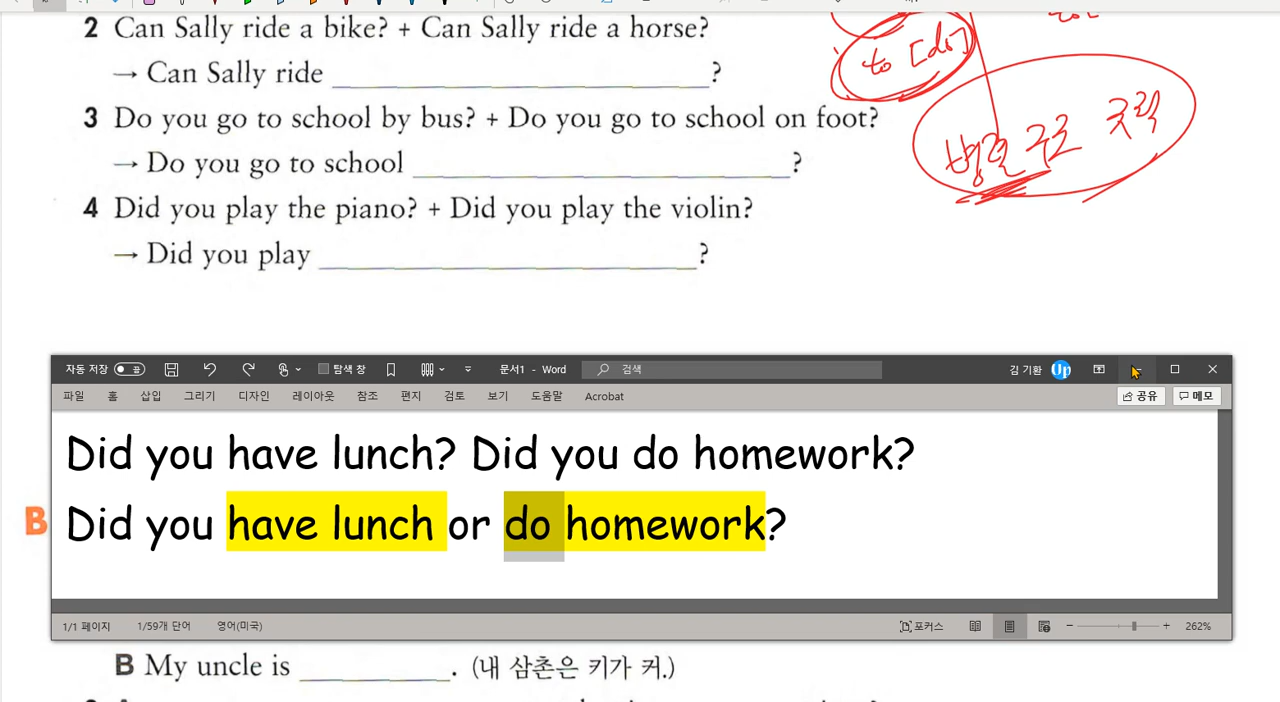 2 Can Sally ride a bike? + Can Sally ride a horse?
→ Can Sally ride ______?
to [do]
3 Do you go to school by bus? + Do you go to school on foot?
→ Do you go to school ______?
병렬 구조
4 Did you play the piano? + Did you play the violin?
→ Did you play ______?
자동 저장 탐색 창 문서1 - Word 검색 김 기환 Up
파일 홈 삽입 그리기 디자인 레이아웃 참조 편지 검토 보기 도움말 Acrobat 공유 메모
Did you have lunch? Did you do homework?
B Did you have lunch or do homework?
1/1 페이지 1/59개 단어 영어(미국) 포커스 262%
B My uncle is ______. (내 삼촌은 키가 커.)